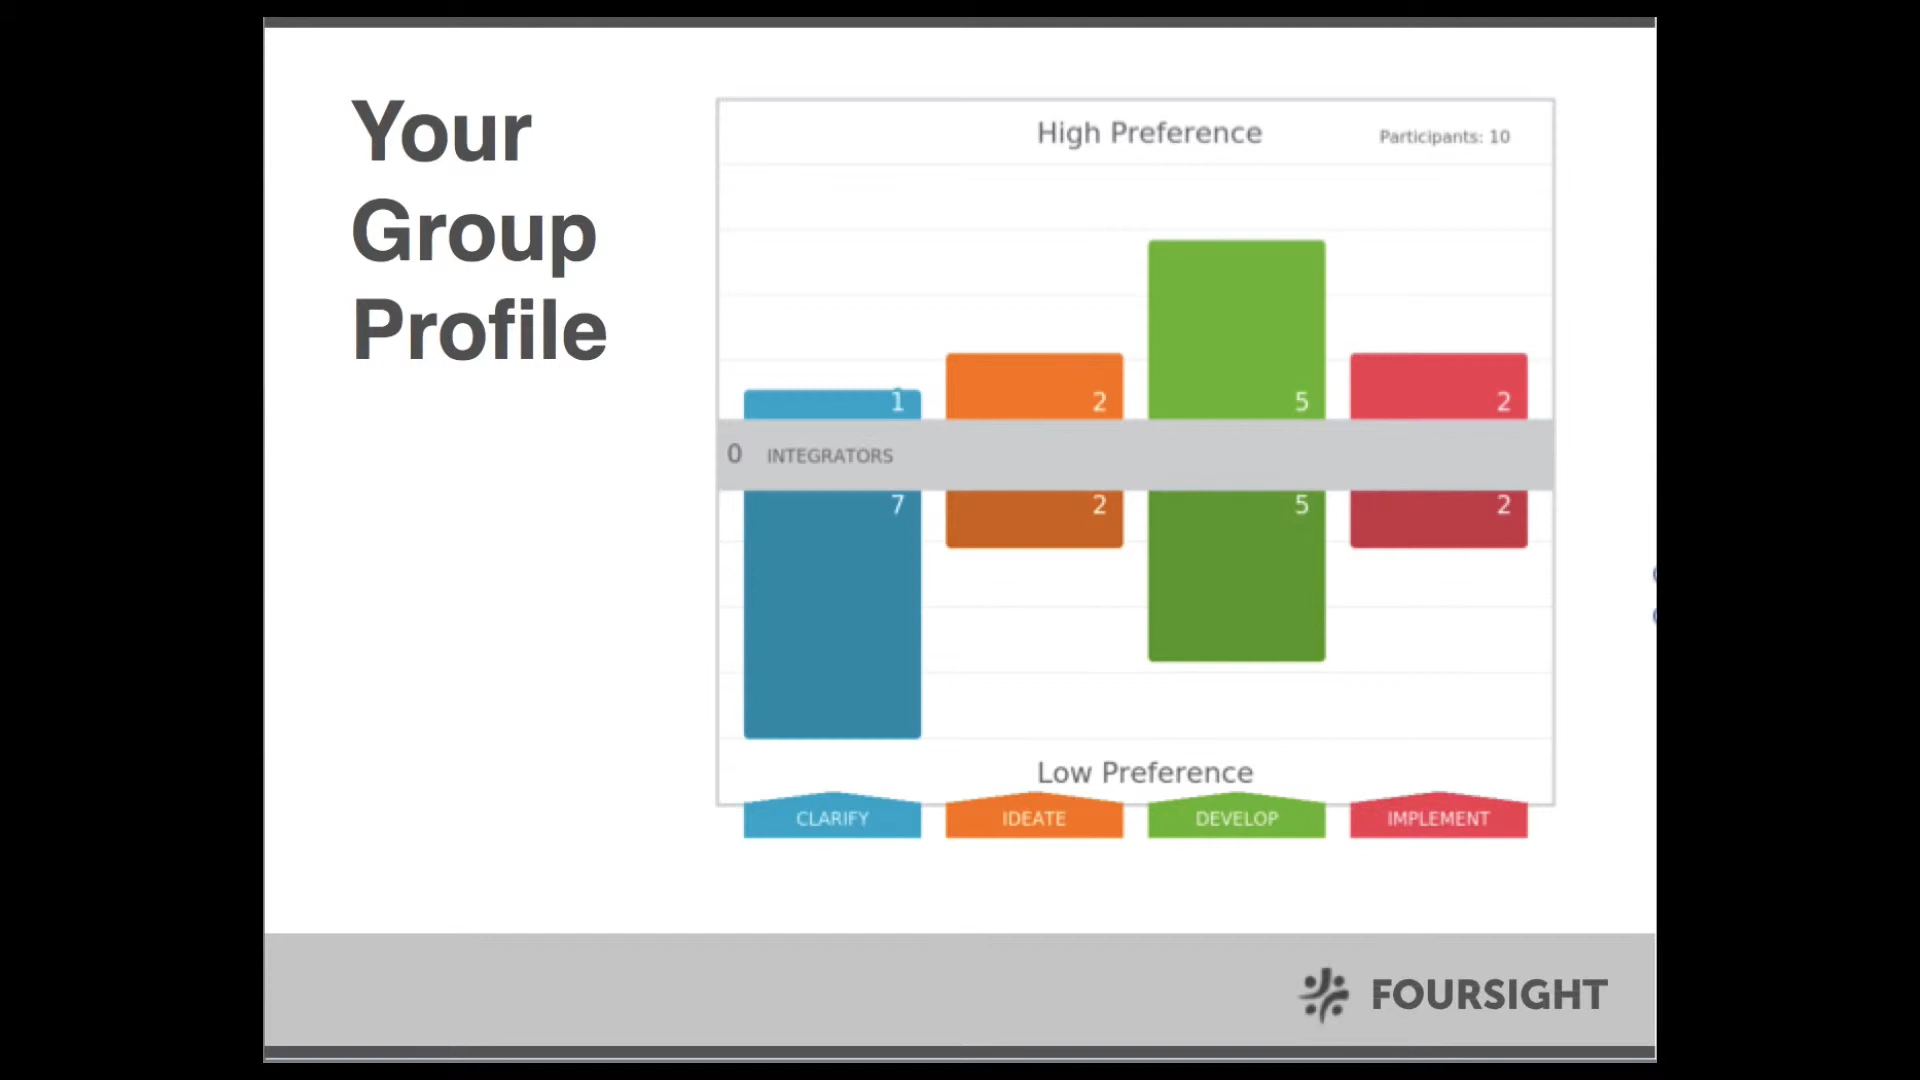 Your
Group
Profile
High Preference
Participants: 10
1
2
5
2
0 INTEGRATORS
7
2
5
2
Low Preference
CLARIFY
IDEATE
DEVELOP
IMPLEMENT
FOURSIGHT